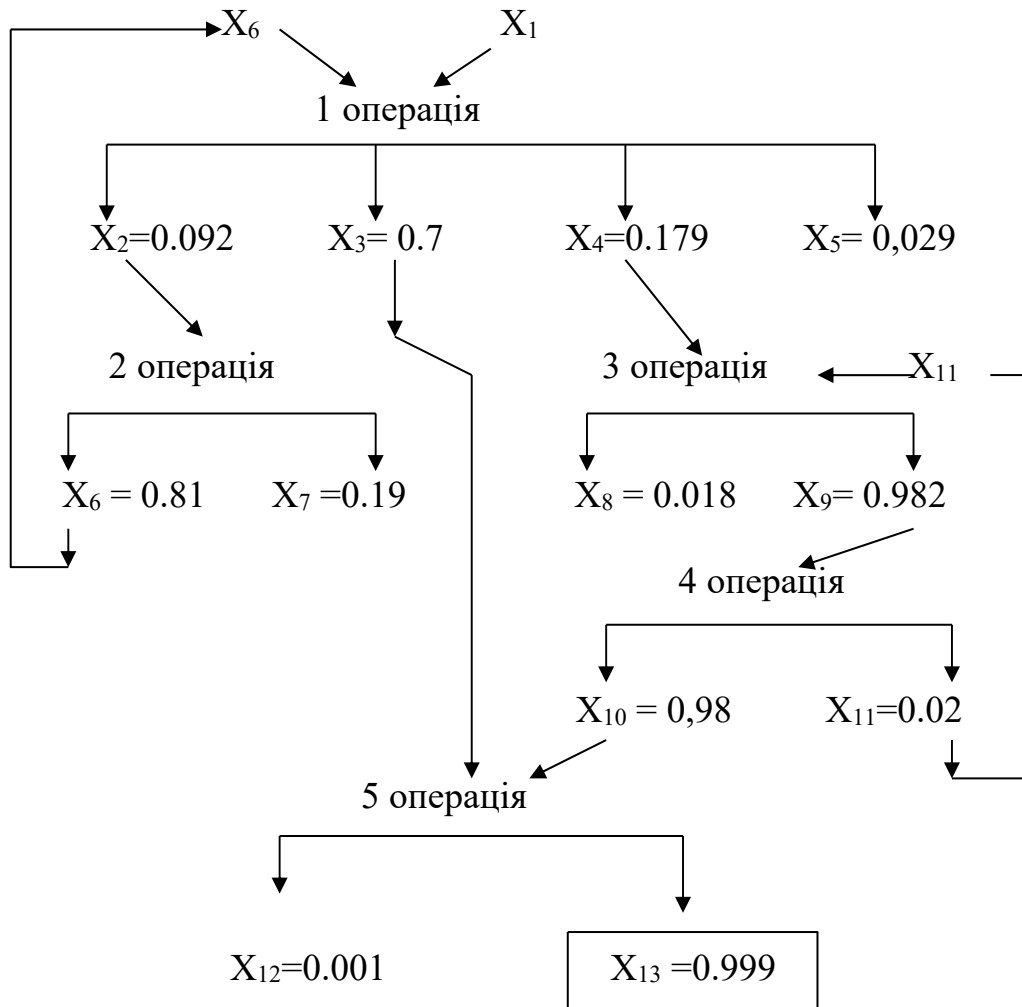 X₆ X₁
1 операція
X₂=0.092 X₃= 0.7 X₄=0.179 X₅= 0,029
2 операція 3 операція X₁₁
X₆ = 0.81 X₇ =0.19 X₈ = 0.018 X₉= 0.982
4 операція
X₁₀ = 0,98 X₁₁=0.02
5 операція
X₁₂=0.001 X₁₃ =0.999